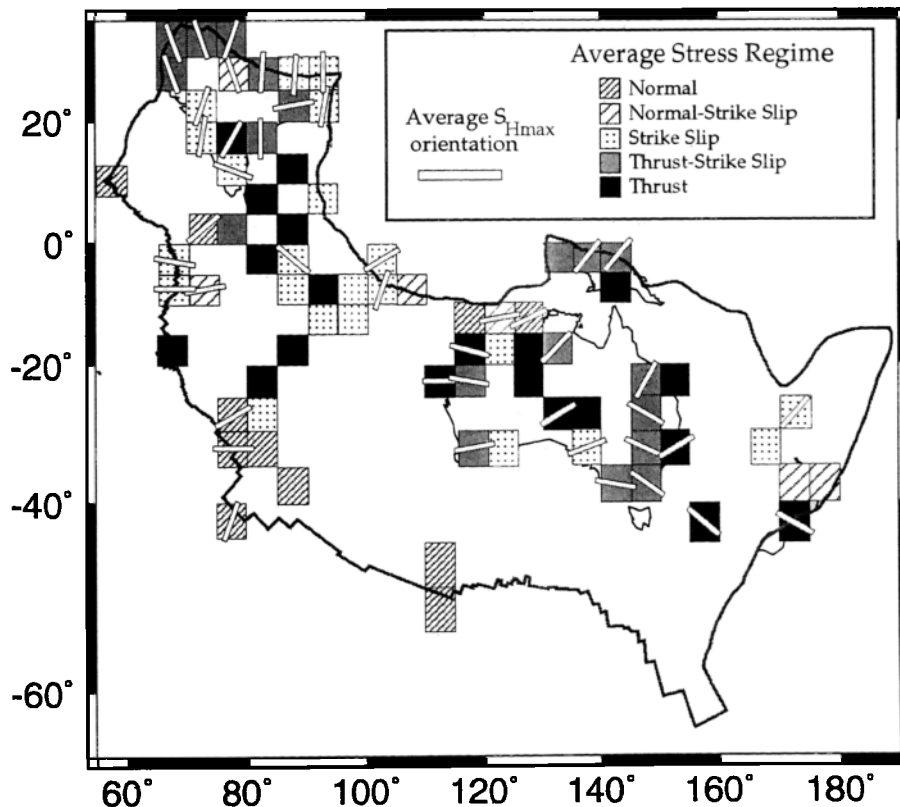 Average Stress Regime
Normal
Normal-Strike Slip
Strike Slip
Thrust-Strike Slip
Thrust
Average SHmax
orientation
20°
0°
-20°
-40°
-60°
60° 80° 100° 120° 140° 160° 180°